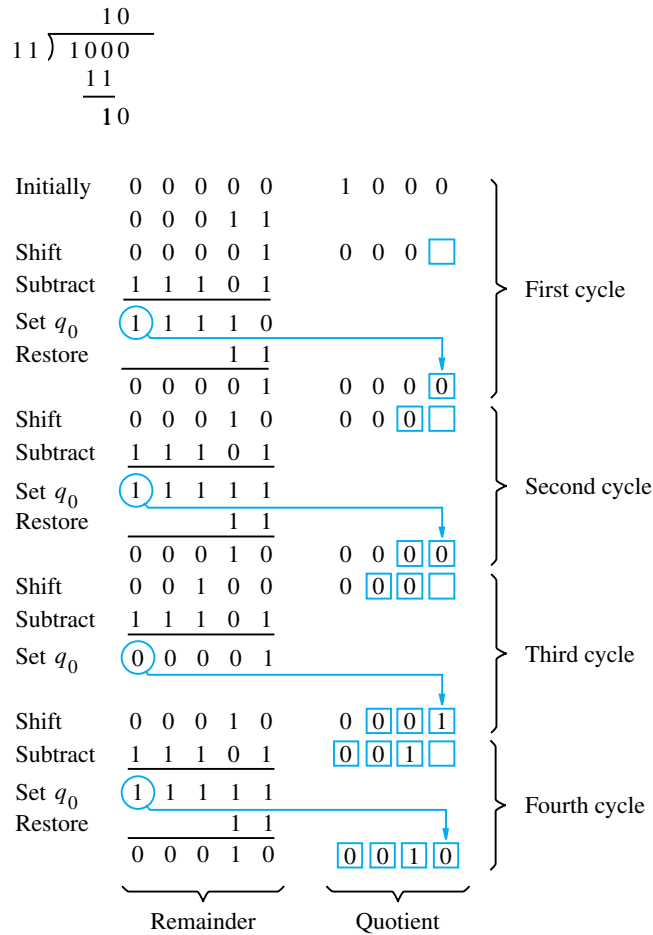 10
11 ) 1000
11
10
Initially 0 0 0 0 0 1 0 0 0
0 0 0 1 1
Shift 0 0 0 0 1 0 0 0
Subtract 1 1 1 0 1
First cycle
Set q0 1 1 1 1 0
Restore 1 1
0 0 0 0 1 0 0 0 0
Shift 0 0 0 1 0 0 0 0
Subtract 1 1 1 0 1
Set q0 1 1 1 1 1
Second cycle
Restore 1 1
0 0 0 1 0 0 0 0 0
Shift 0 0 1 0 0 0 0 0
Subtract 1 1 1 0 1
Set q0 0 0 0 0 1
Third cycle
Shift 0 0 0 1 0 0 0 0 1
Subtract 1 1 1 0 1 0 0 1
Set q0 1 1 1 1 1
Fourth cycle
Restore 1 1
0 0 0 1 0 0 0 1 0
Remainder Quotient